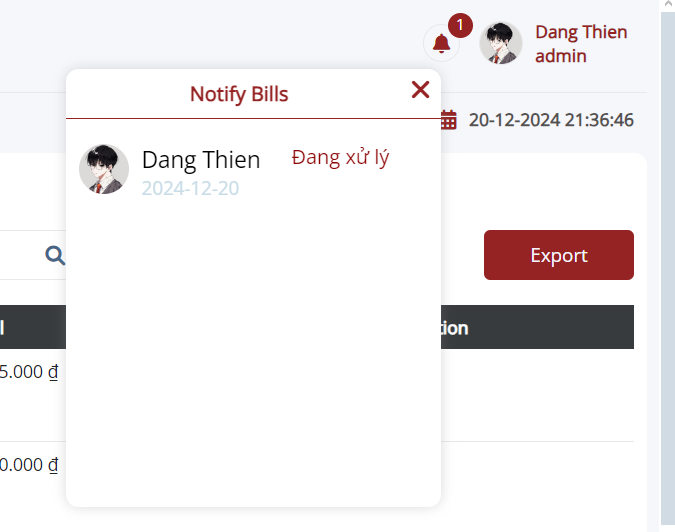 1
Dang Thien
admin
Notify Bills
20-12-2024 21:36:46
Dang Thien
Đang xử lý
2024-12-20
Export
5.000 ₫
0.000 ₫